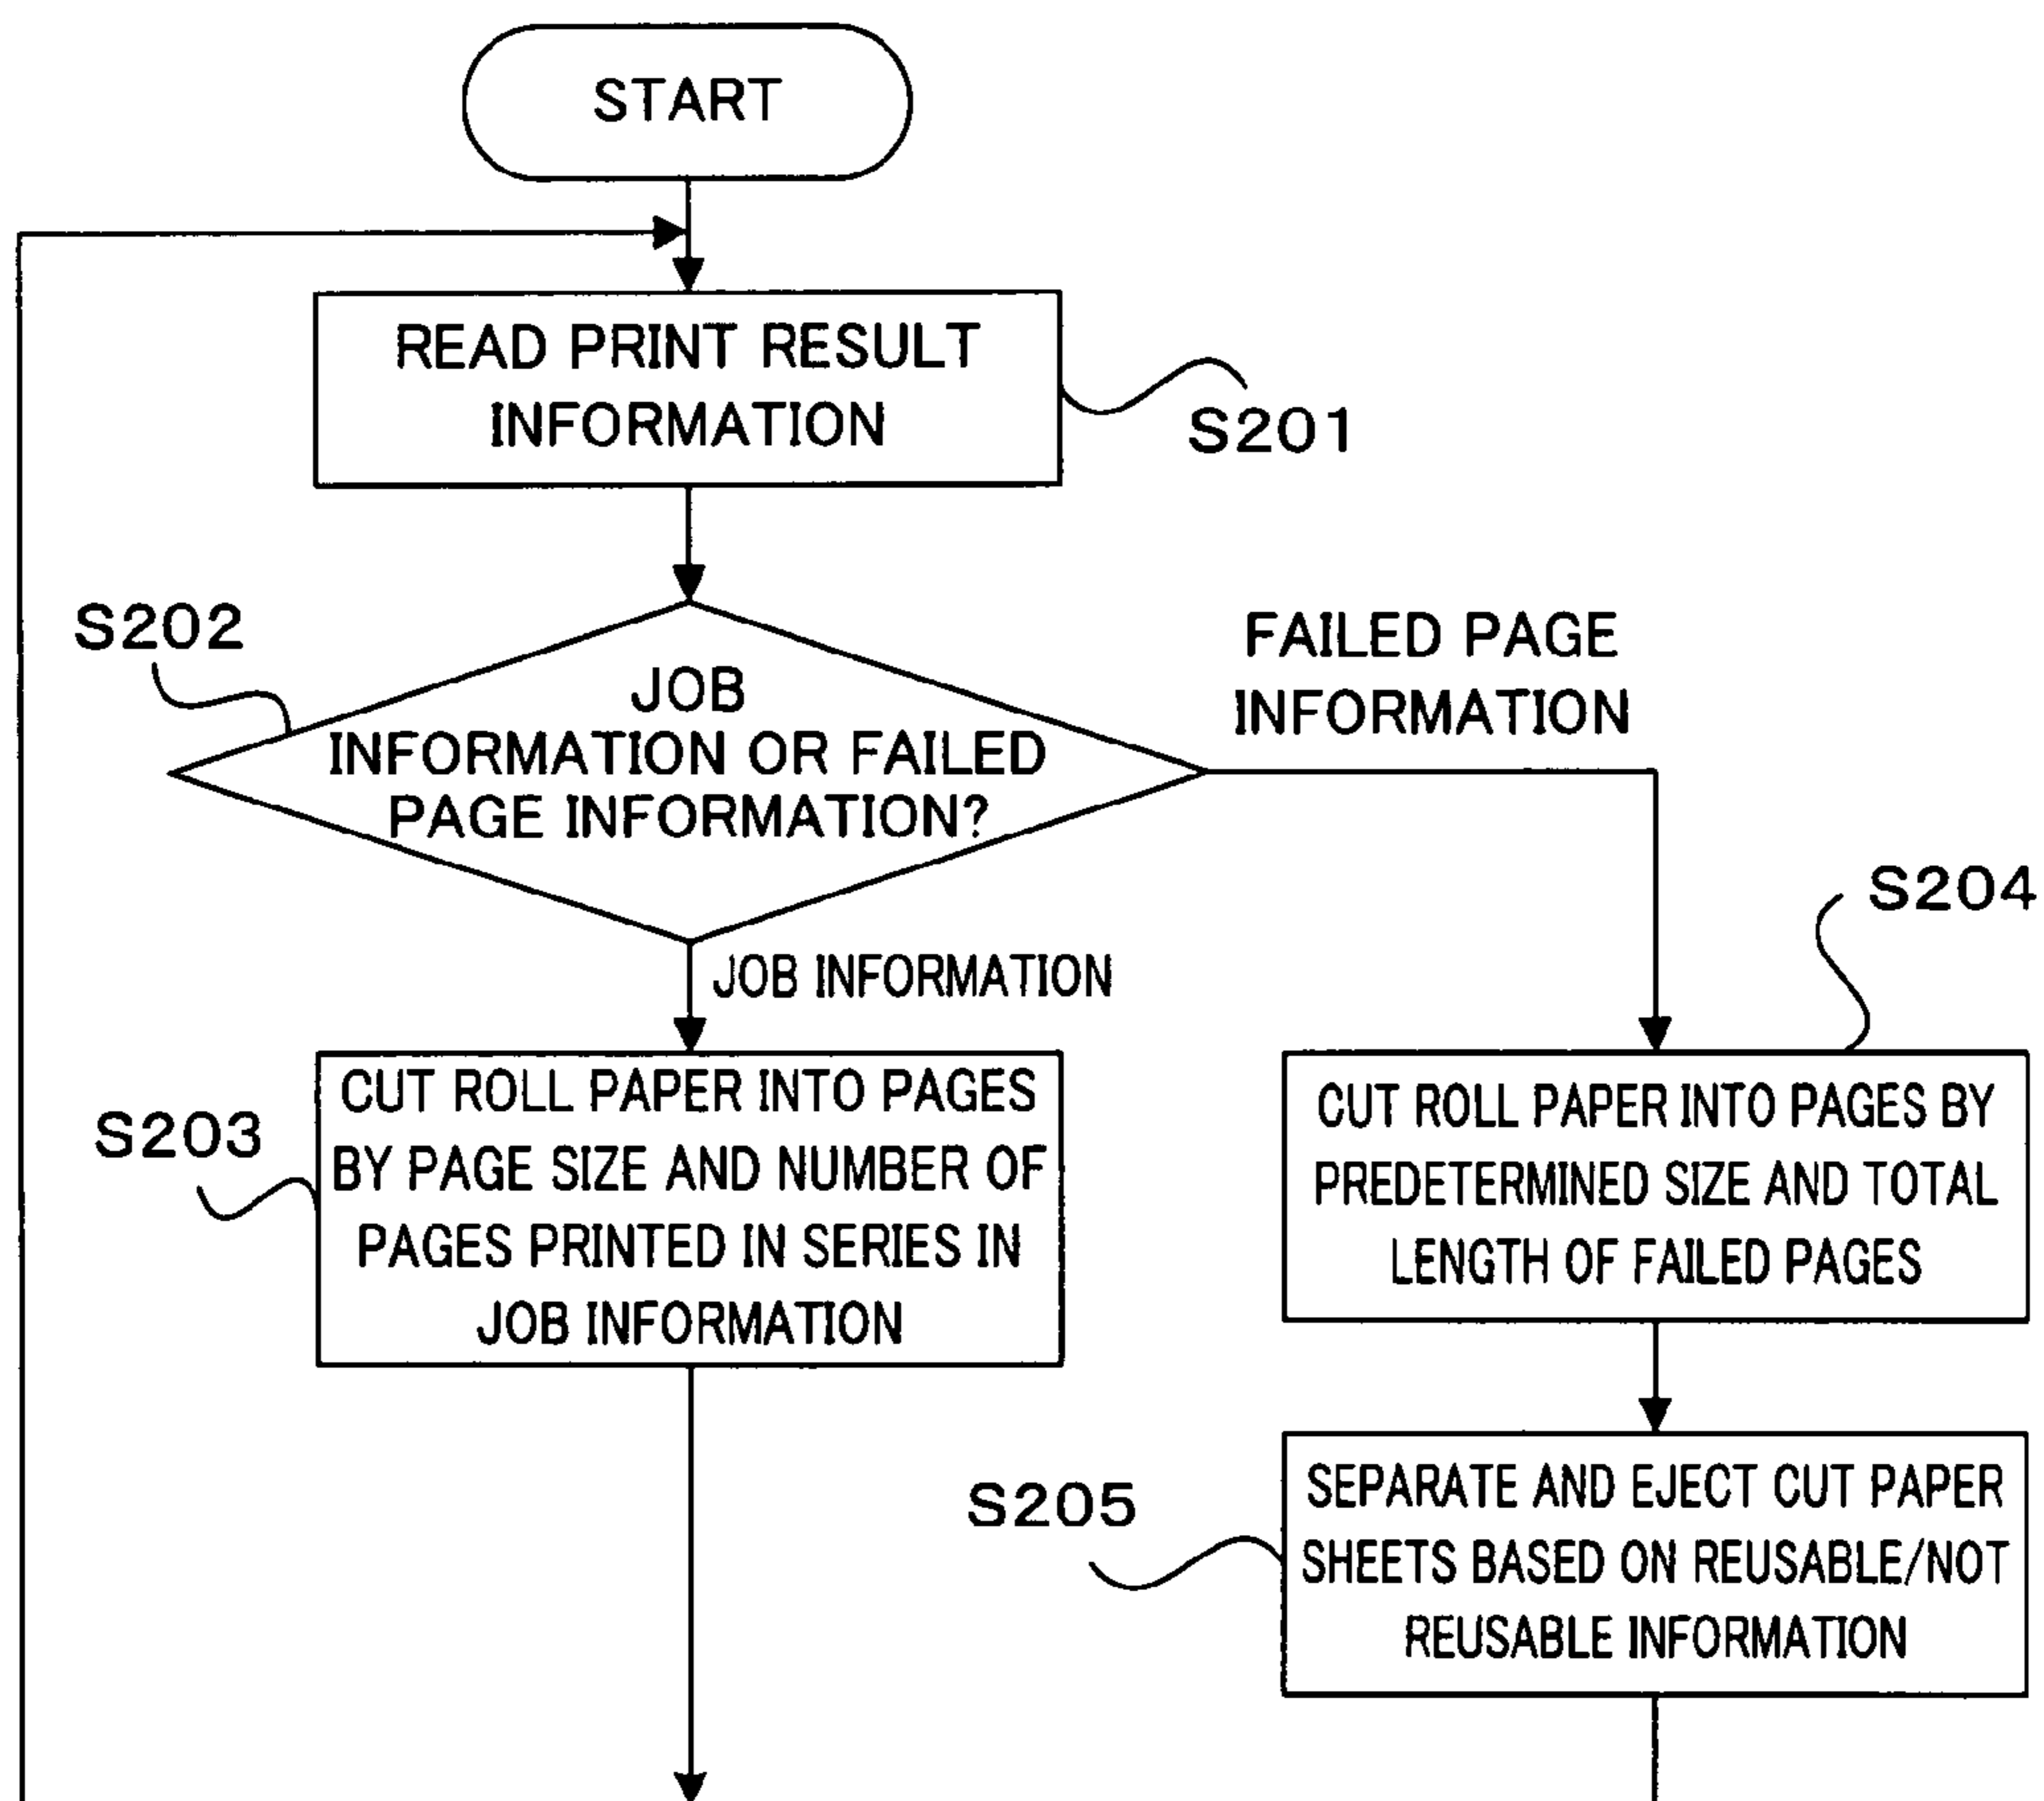 START
READ PRINT RESULT
INFORMATION
S201
S202
JOB
INFORMATION OR FAILED
PAGE INFORMATION?
FAILED PAGE
INFORMATION
JOB INFORMATION
S203
CUT ROLL PAPER INTO PAGES
BY PAGE SIZE AND NUMBER OF
PAGES PRINTED IN SERIES IN
JOB INFORMATION
S204
CUT ROLL PAPER INTO PAGES BY
PREDETERMINED SIZE AND TOTAL
LENGTH OF FAILED PAGES
S205
SEPARATE AND EJECT CUT PAPER
SHEETS BASED ON REUSABLE/NOT
REUSABLE INFORMATION